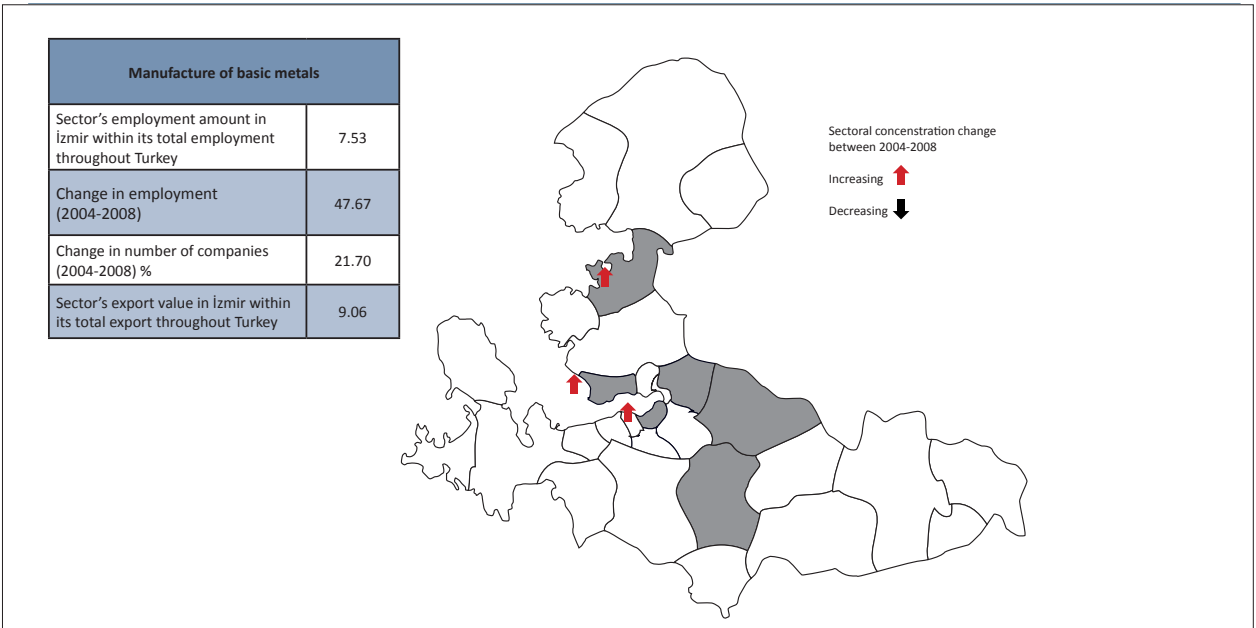 Manufacture of basic metals
Sector's employment amount in
İzmir within its total employment
throughout Turkey
7.53
Change in employment
(2004-2008)
47.67
Change in number of companies
(2004-2008) %
21.70
Sector's export value in İzmir within
its total export throughout Turkey
9.06
Sectoral concenstration change
between 2004-2008
Increasing
Decreasing